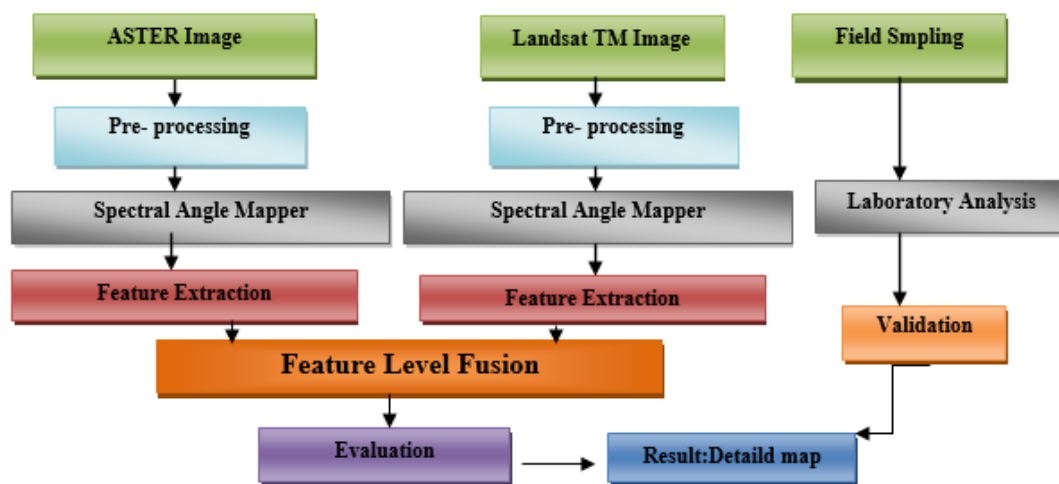 ASTER Image
Landsat TM Image
Field Smpling
Pre- processing
Pre- processing
Spectral Angle Mapper
Spectral Angle Mapper
Laboratory Analysis
Feature Extraction
Feature Extraction
Validation
Feature Level Fusion
Evaluation
Result:Detaild map